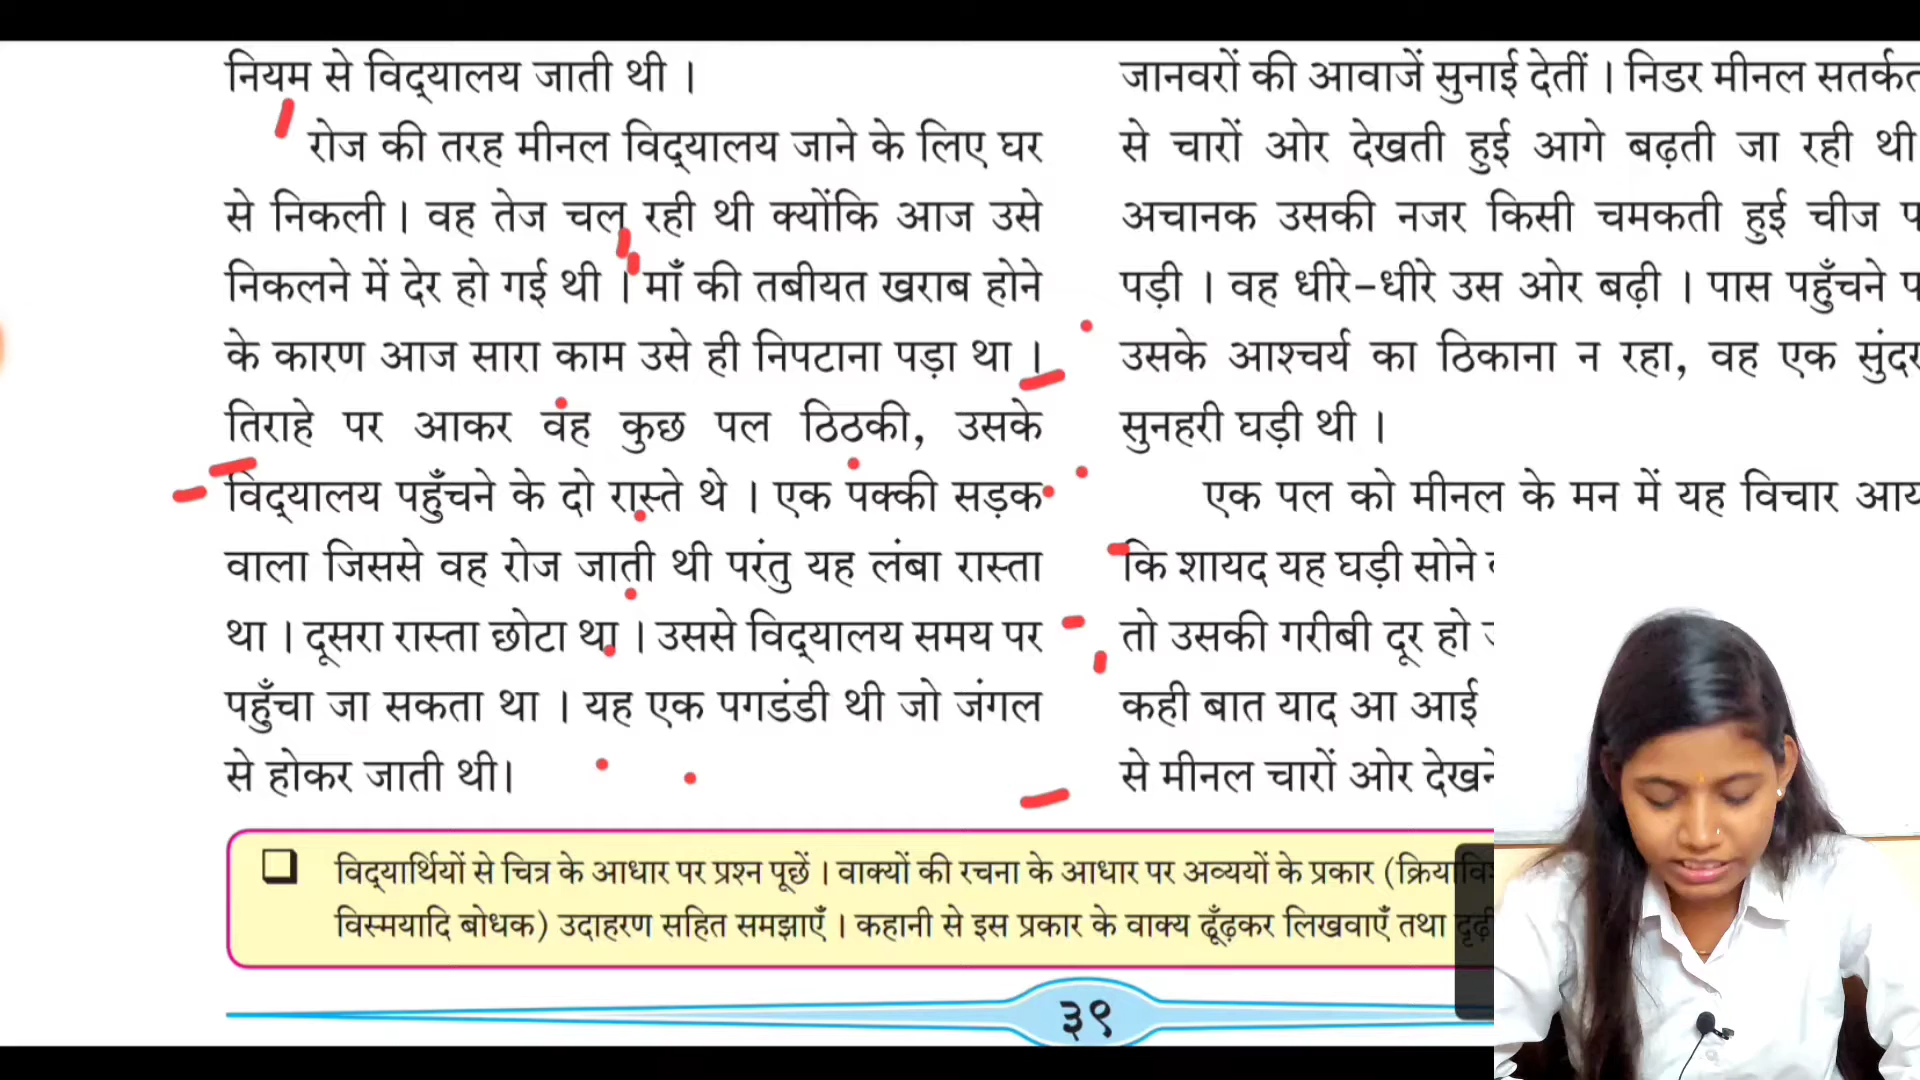 नियम से विद्यालय जाती थी ।
रोज की तरह मीनल विद्यालय जाने के लिए घर
से निकली । वह तेज चल रही थी क्योंकि आज उसे
निकलने में देर हो गई थी । माँ की तबीयत खराब होने
के कारण आज सारा काम उसे ही निपटाना पड़ा था ।
तिराहे पर आकर वह कुछ पल ठिठकी, उसके
विद्यालय पहुँचने के दो रास्ते थे । एक पक्की सड़क
वाला जिससे वह रोज जाती थी परंतु यह लंबा रास्ता
था । दूसरा रास्ता छोटा था । उससे विद्यालय समय पर
पहुँचा जा सकता था । यह एक पगडंडी थी जो जंगल
से होकर जाती थी।
जानवरों की आवाजें सुनाई देतीं । निडर मीनल
से चारों ओर देखती हुई आगे बढ़ती जा रही थी
अचानक उसकी नजर किसी चमकती हुई चीज
पड़ी । वह धीरे-धीरे उस ओर बढ़ी । पास पहुँचने
उसके आश्चर्य का ठिकाना न रहा, वह एक सुंदर
सुनहरी घड़ी थी ।
एक पल को मीनल के मन में यह विचार
कि शायद यह घड़ी सोने
तो उसकी गरीबी दूर हो
कही बात याद आ आई
से मीनल चारों ओर देखने
❑ विद्यार्थियों से चित्र के आधार पर प्रश्न पूछें । वाक्यों की रचना के आधार पर अव्ययों के प्रकार
विस्मयादि बोधक) उदाहरण सहित समझाएँ । कहानी से इस प्रकार के वाक्य ढूँढ़कर लिखवाएँ तथा
३९